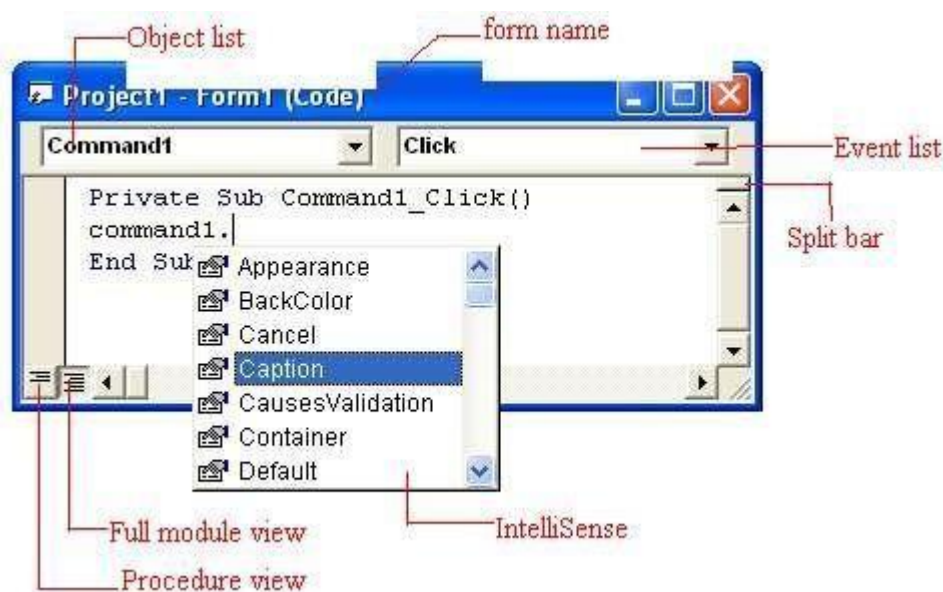 Object list
form name
Project1 - Form1 (Code)
Command1
Click
Event list
Private Sub Command1_Click()
command1.
End Sub
Split bar
Appearance
BackColor
Cancel
Caption
CausesValidation
Container
Default
Full module view
IntelliSense
Procedure view